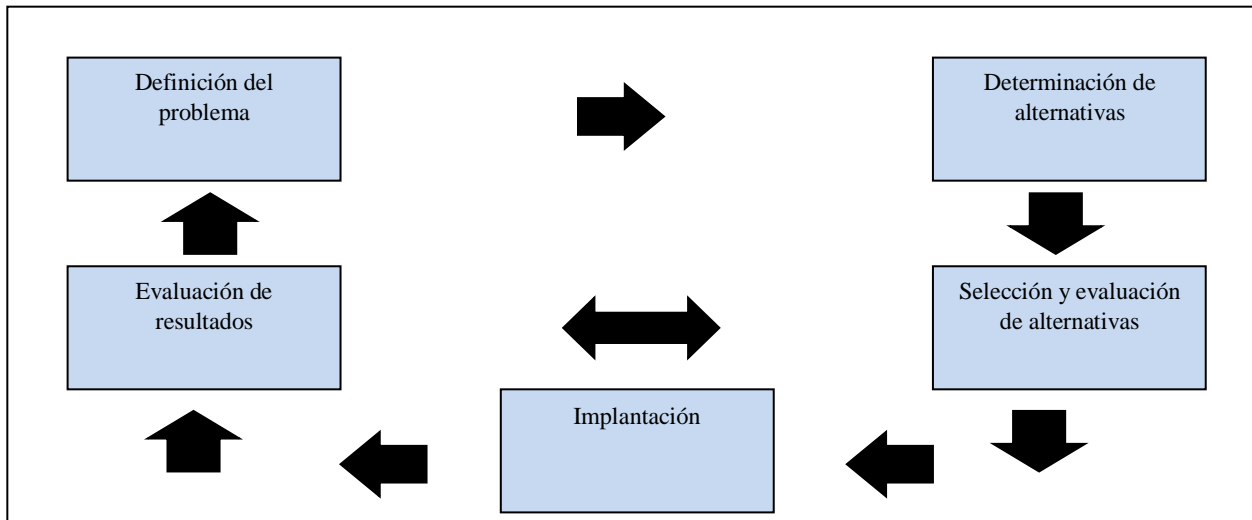 Definición del
problema
Determinación de
alternativas
Evaluación de
resultados
Selección y evaluación
de alternativas
Implantación